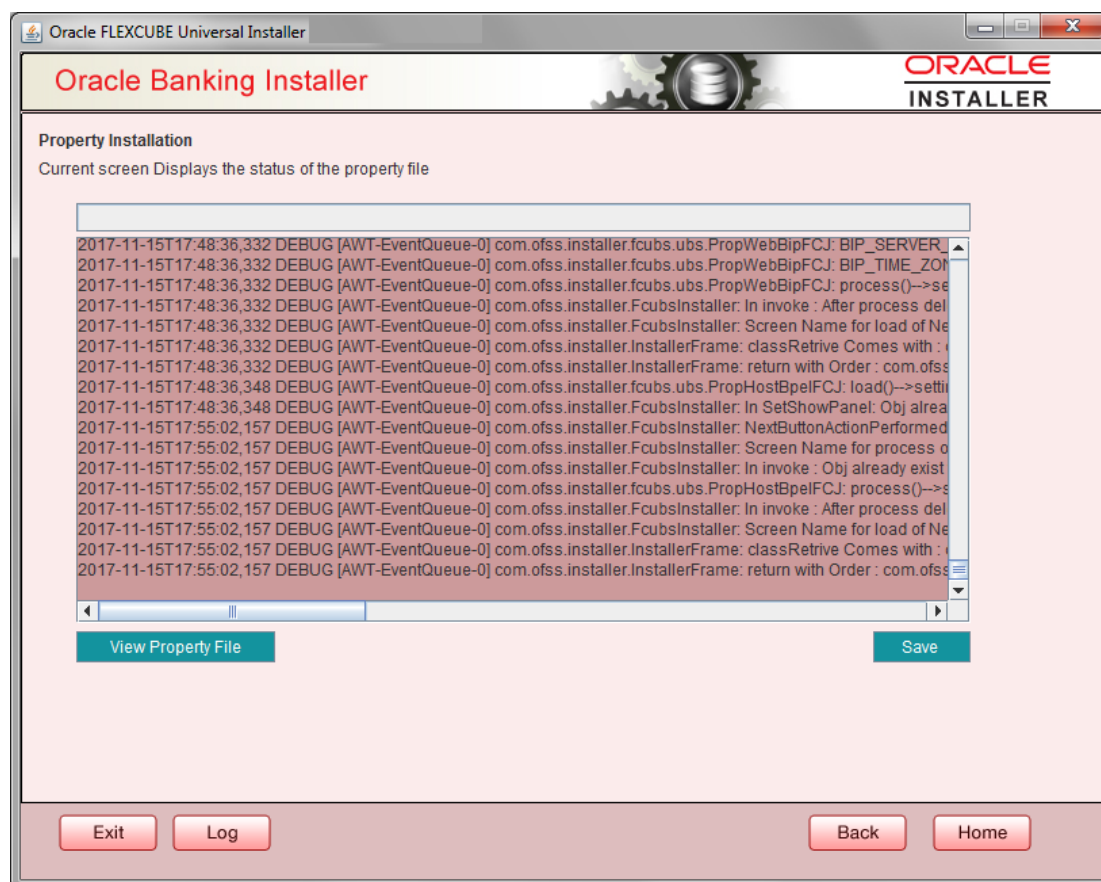 Oracle FLEXCUBE Universal Installer
Oracle Banking Installer
ORACLE
INSTALLER
Property Installation
Current screen Displays the status of the property file
2017-11-15T17:48:36,332 DEBUG [AWT-EventQueue-0] com.ofss.installer.fcubs.ubs.PropWebBipFCJ: BIP_SERVER_
2017-11-15T17:48:36,332 DEBUG [AWT-EventQueue-0] com.ofss.installer.fcubs.ubs.PropWebBipFCJ: BIP_TIME_ZON
2017-11-15T17:48:36,332 DEBUG [AWT-EventQueue-0] com.ofss.installer.fcubs.ubs.PropWebBipFCJ: process()-->se
2017-11-15T17:48:36,332 DEBUG [AWT-EventQueue-0] com.ofss.installer.FcubsInstaller: In invoke : After process del
2017-11-15T17:48:36,332 DEBUG [AWT-EventQueue-0] com.ofss.installer.FcubsInstaller: Screen Name for load of Ne
2017-11-15T17:48:36,332 DEBUG [AWT-EventQueue-0] com.ofss.installer.InstallerFrame: classRetrive Comes with :
2017-11-15T17:48:36,332 DEBUG [AWT-EventQueue-0] com.ofss.installer.InstallerFrame: return with Order : com.ofss
2017-11-15T17:48:36,348 DEBUG [AWT-EventQueue-0] com.ofss.installer.fcubs.ubs.PropHostBpelFCJ: load()-->settin
2017-11-15T17:48:36,348 DEBUG [AWT-EventQueue-0] com.ofss.installer.FcubsInstaller: In SetShowPanel: Obj alrea
2017-11-15T17:55:02,157 DEBUG [AWT-EventQueue-0] com.ofss.installer.FcubsInstaller: NextButtonActionPerformed
2017-11-15T17:55:02,157 DEBUG [AWT-EventQueue-0] com.ofss.installer.FcubsInstaller: Screen Name for process o
2017-11-15T17:55:02,157 DEBUG [AWT-EventQueue-0] com.ofss.installer.FcubsInstaller: In invoke : Obj already exist
2017-11-15T17:55:02,157 DEBUG [AWT-EventQueue-0] com.ofss.installer.fcubs.ubs.PropHostBpelFCJ: process()-->s
2017-11-15T17:55:02,157 DEBUG [AWT-EventQueue-0] com.ofss.installer.FcubsInstaller: In invoke : After process del
2017-11-15T17:55:02,157 DEBUG [AWT-EventQueue-0] com.ofss.installer.FcubsInstaller: Screen Name for load of Ne
2017-11-15T17:55:02,157 DEBUG [AWT-EventQueue-0] com.ofss.installer.InstallerFrame: classRetrive Comes with :
2017-11-15T17:55:02,157 DEBUG [AWT-EventQueue-0] com.ofss.installer.InstallerFrame: return with Order : com.ofss
View Property File
Save
Exit
Log
Back
Home